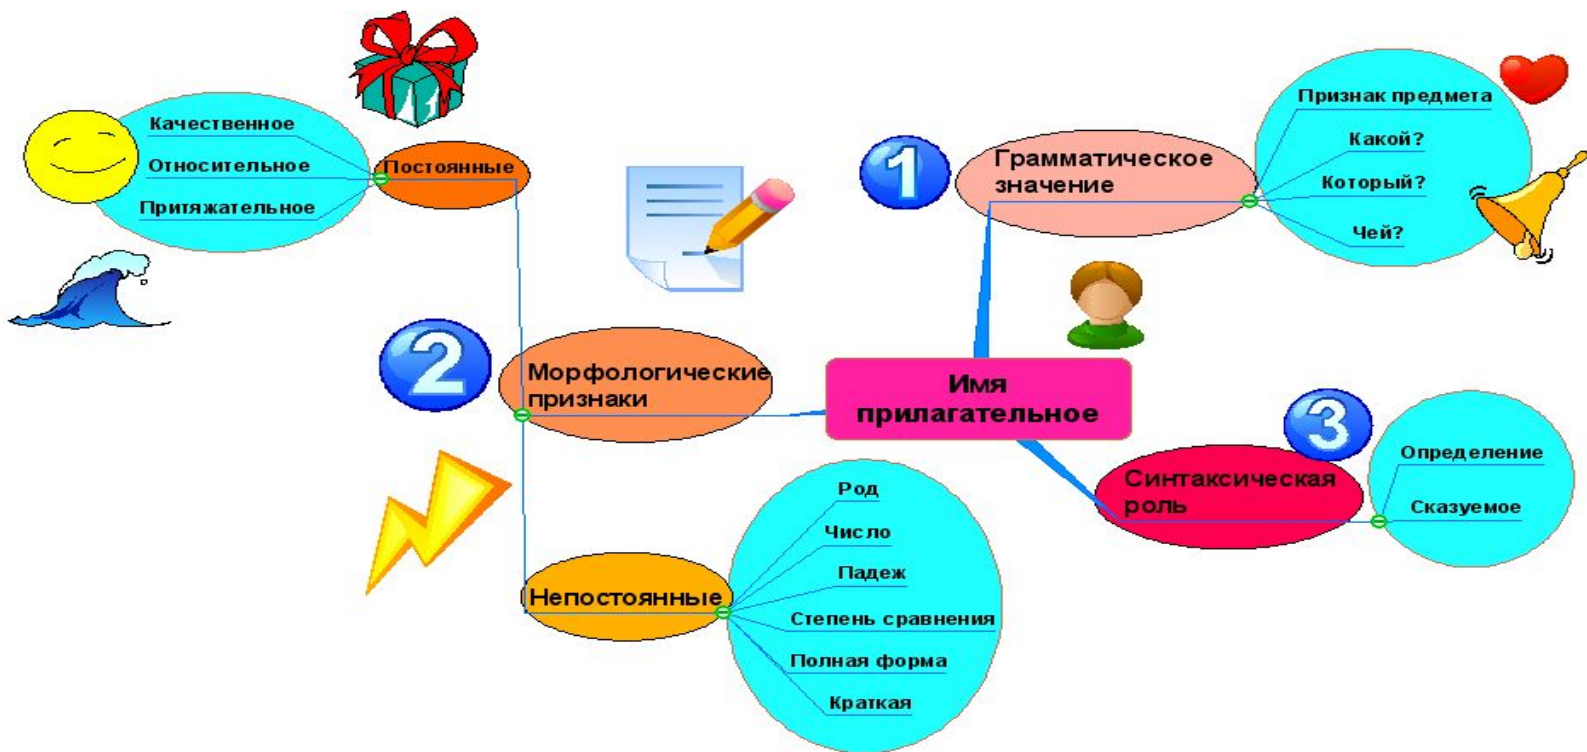 Имя
прилагательное
1
Грамматическое
значение
Признак предмета
Какой?
Который?
Чей?
2
Морфологические
признаки
Постоянные
Качественное
Относительное
Притяжательное
Непостоянные
Род
Число
Падеж
Степень сравнения
Полная форма
Краткая
3
Синтаксическая
роль
Определение
Сказуемое